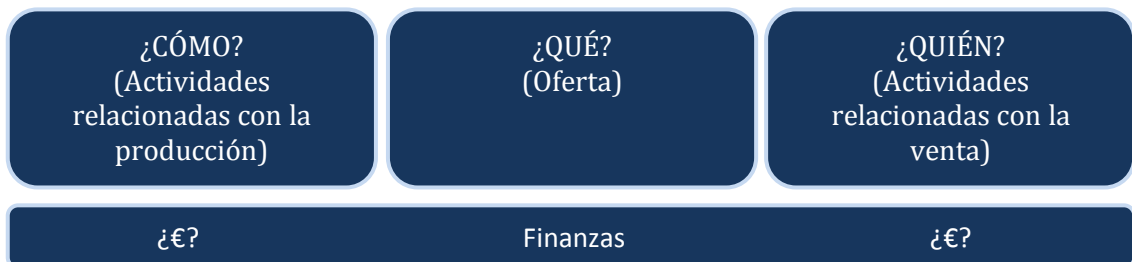 ¿CÓMO?
(Actividades
relacionadas con la
producción)
¿QUÉ?
(Oferta)
¿QUIÉN?
(Actividades
relacionadas con la
venta)
¿€? Finanzas ¿€?